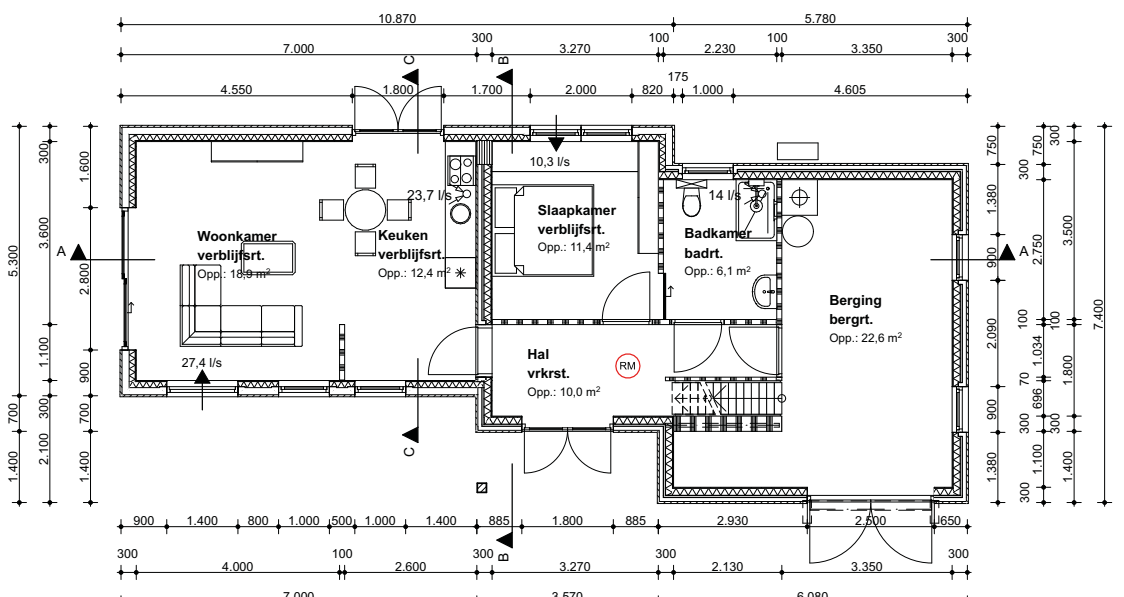 10.870 5.780
300 100 100 300
7.000 3.270 2.230 3.350
C B
175
4.550 1.800 1.700 2.000 820 1.000 4.605
5.300
700
1.400
300
3.600
1.100
300
2.100
1.600
2.800
900
700
1.400
A
10,3 l/s
23,7 l/s
14 l/s
Woonkamer
verblijfsrt.
Opp.: 18,9 m²
Keuken
verblijfsrt.
Opp.: 12,4 m²
Slaapkamer
verblijfsrt.
Opp.: 11,4 m²
Badkamer
badrt.
Opp.: 6,1 m²
Berging
bergrt.
Opp.: 22,6 m²
Hal
vrkrst.
Opp.: 10,0 m²
RM
27,4 l/s
A
750
1.380
900
2.090
900
1.380
300
750
300
2.750
100
1.034
70
696
300
1.100
300
300
3.500
100
1.800
300
1.400
7.400
C
B
900 1.400 800 1.000 500 1.000 1.400 885 1.800 885 2.930 2.500 650
300 100 300 300 300
4.000 2.600 3.270 2.130 3.350
7.000 3.570 6.080